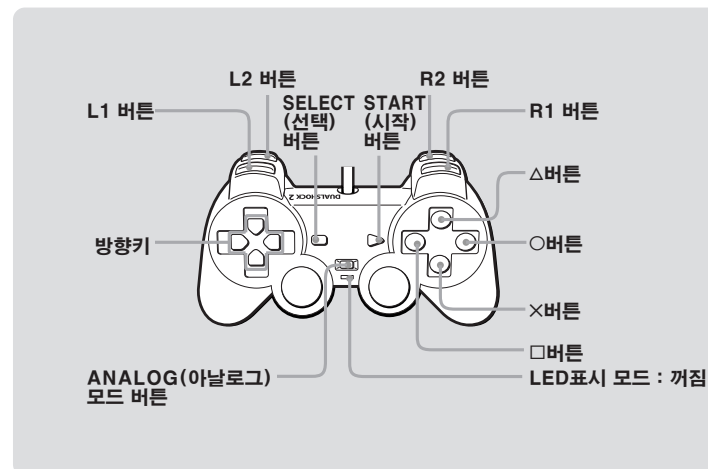 L2 버튼
R2 버튼
L1 버튼
SELECT
(선택)
버튼
START
(시작)
버튼
R1 버튼
△버튼
방향키
○버튼
×버튼
□버튼
ANALOG(아날로그)
모드 버튼
LED표시 모드 : 꺼짐
DUALSHOCK 2